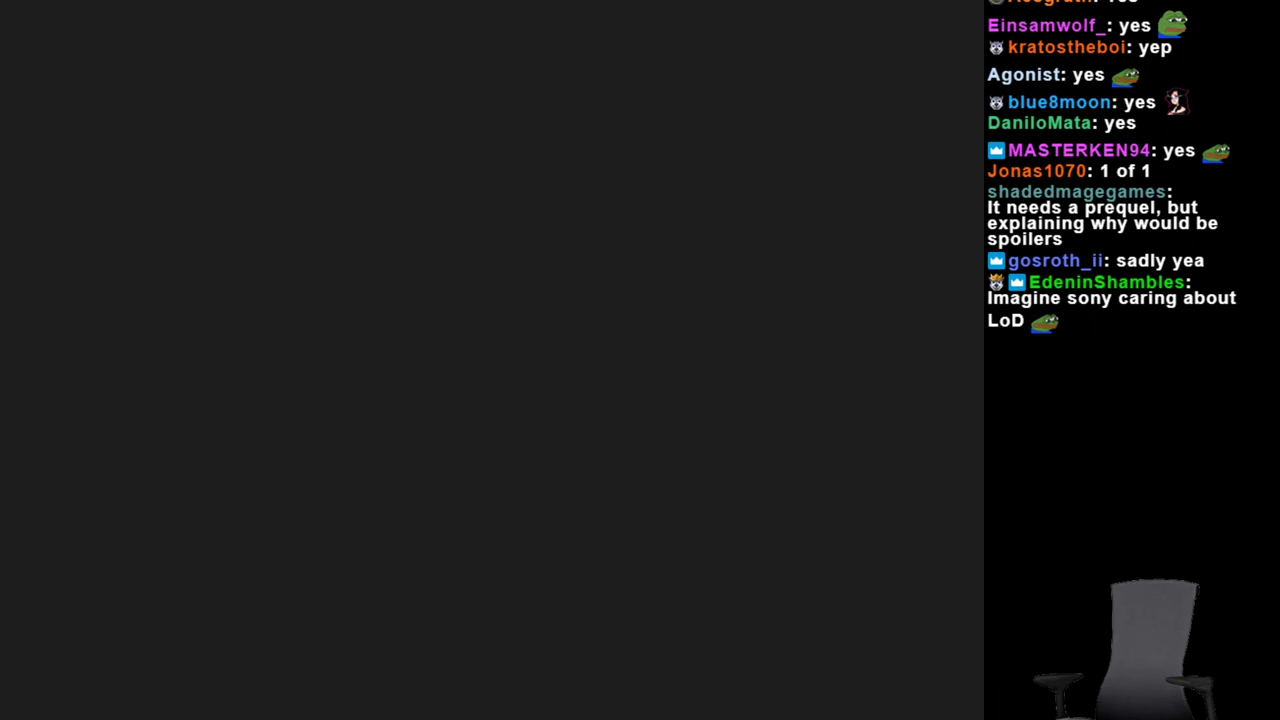 Einsamwolf_: yes
kratostheboi: yep
Agonist: yes
blue8moon: yes
DaniloMata: yes
MASTERKEN94: yes
Jonas1070: 1 of 1
shadedmagegames:
It needs a prequel, but
explaining why would be
spoilers
gosroth_ii: sadly yea
EdeninShambles:
Imagine sony caring about
LoD